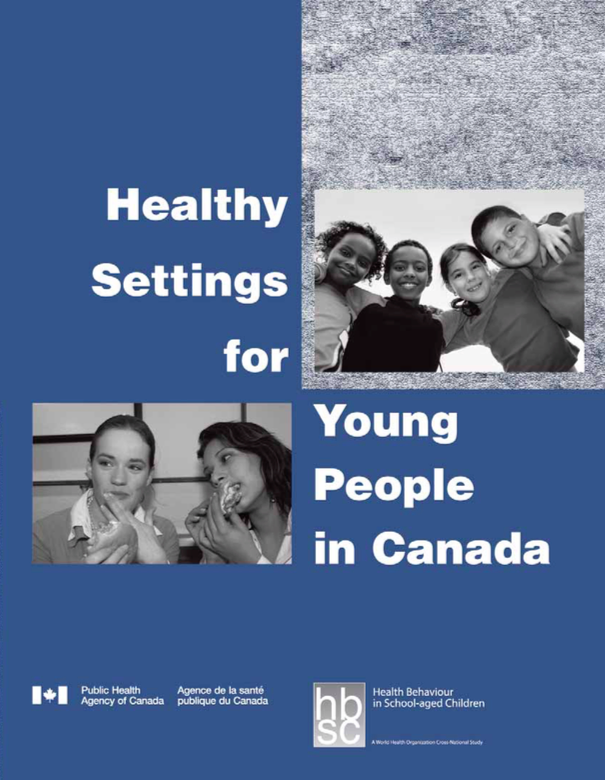 Healthy
Settings
for
Young
People
in Canada
Public Health
Agency of Canada
Agence de la santé
publique du Canada
hb
sc
Health Behaviour
in School-aged Children
A World Health Organization Cross-National Study